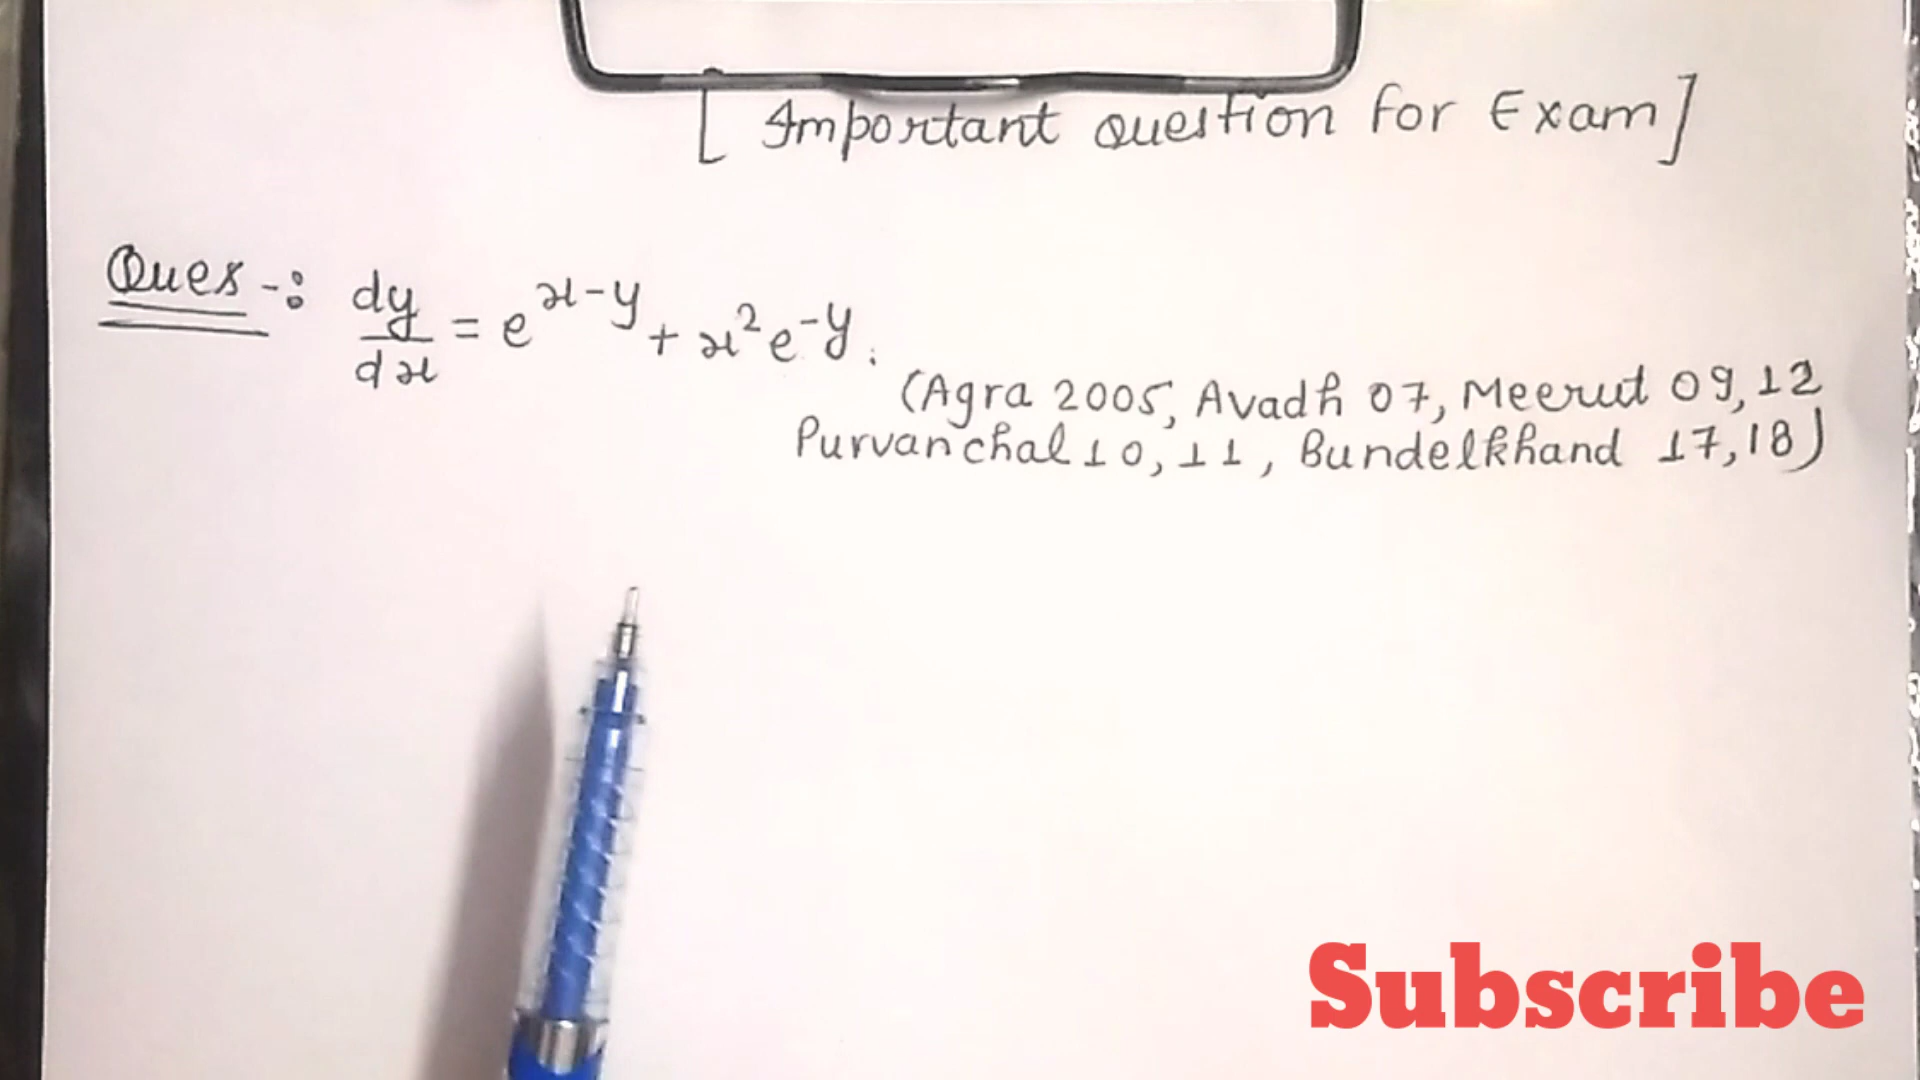 [ Important question for Exam]
Ques -: dy/dx = e^x-y + x^2e^-y.
(Agra 2005, Avadh 07, Meerut 09,12
Purvanchal 10, 11, Bundelkhand 17,18)
Subscribe